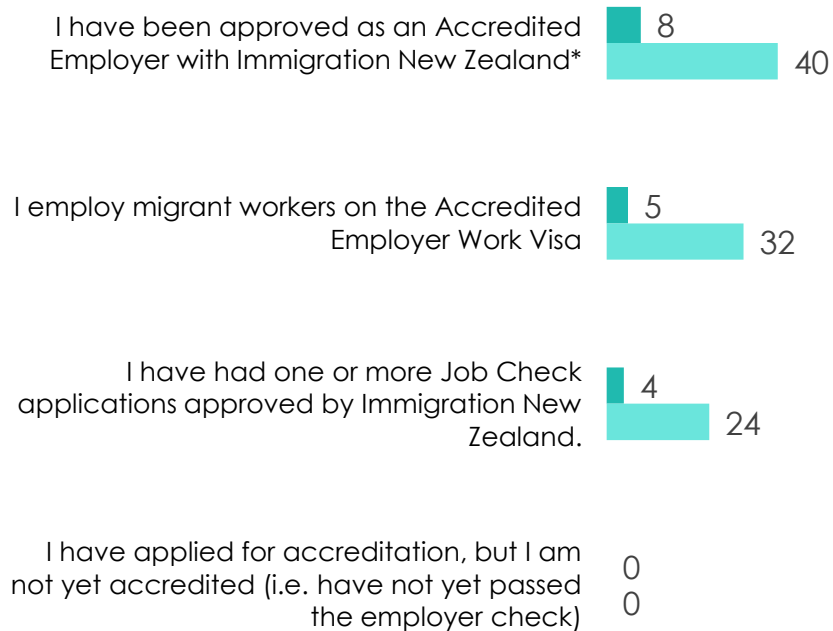 I have been approved as an Accredited
Employer with Immigration New Zealand*
8
40
I employ migrant workers on the Accredited
Employer Work Visa
5
32
I have had one or more Job Check
applications approved by Immigration New
Zealand.
4
24
I have applied for accreditation, but I am
not yet accredited (i.e. have not yet passed
the employer check)
0
0